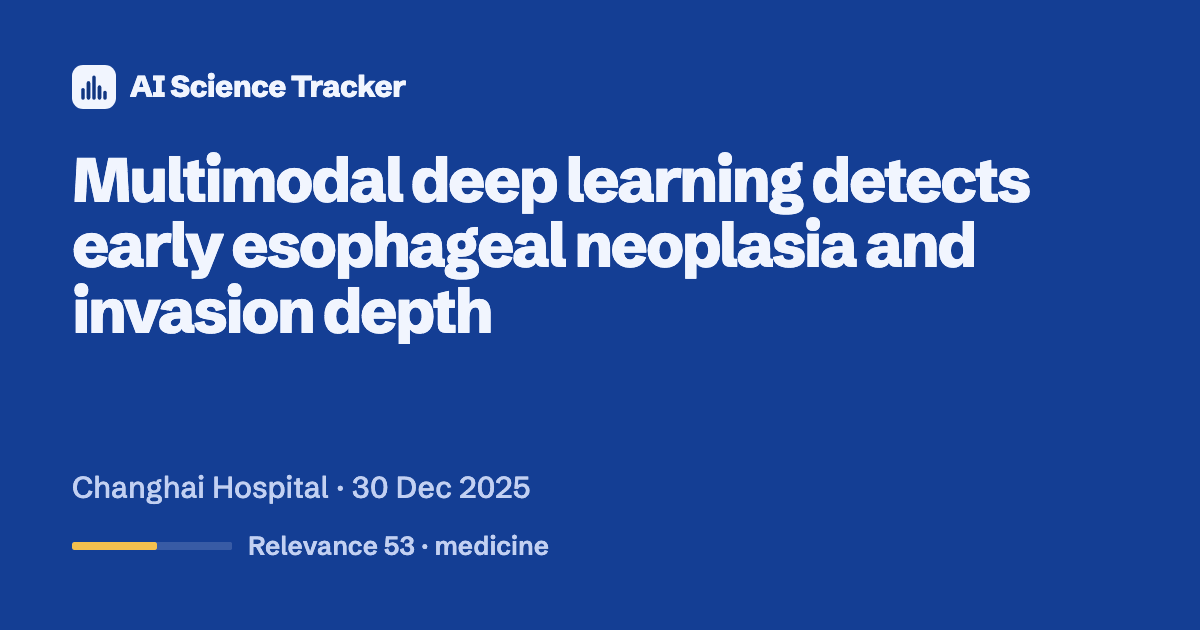 AI Science Tracker
Multimodal deep learning detects
early esophageal neoplasia and
invasion depth
Changhai Hospital · 30 Dec 2025
Relevance 53 · medicine